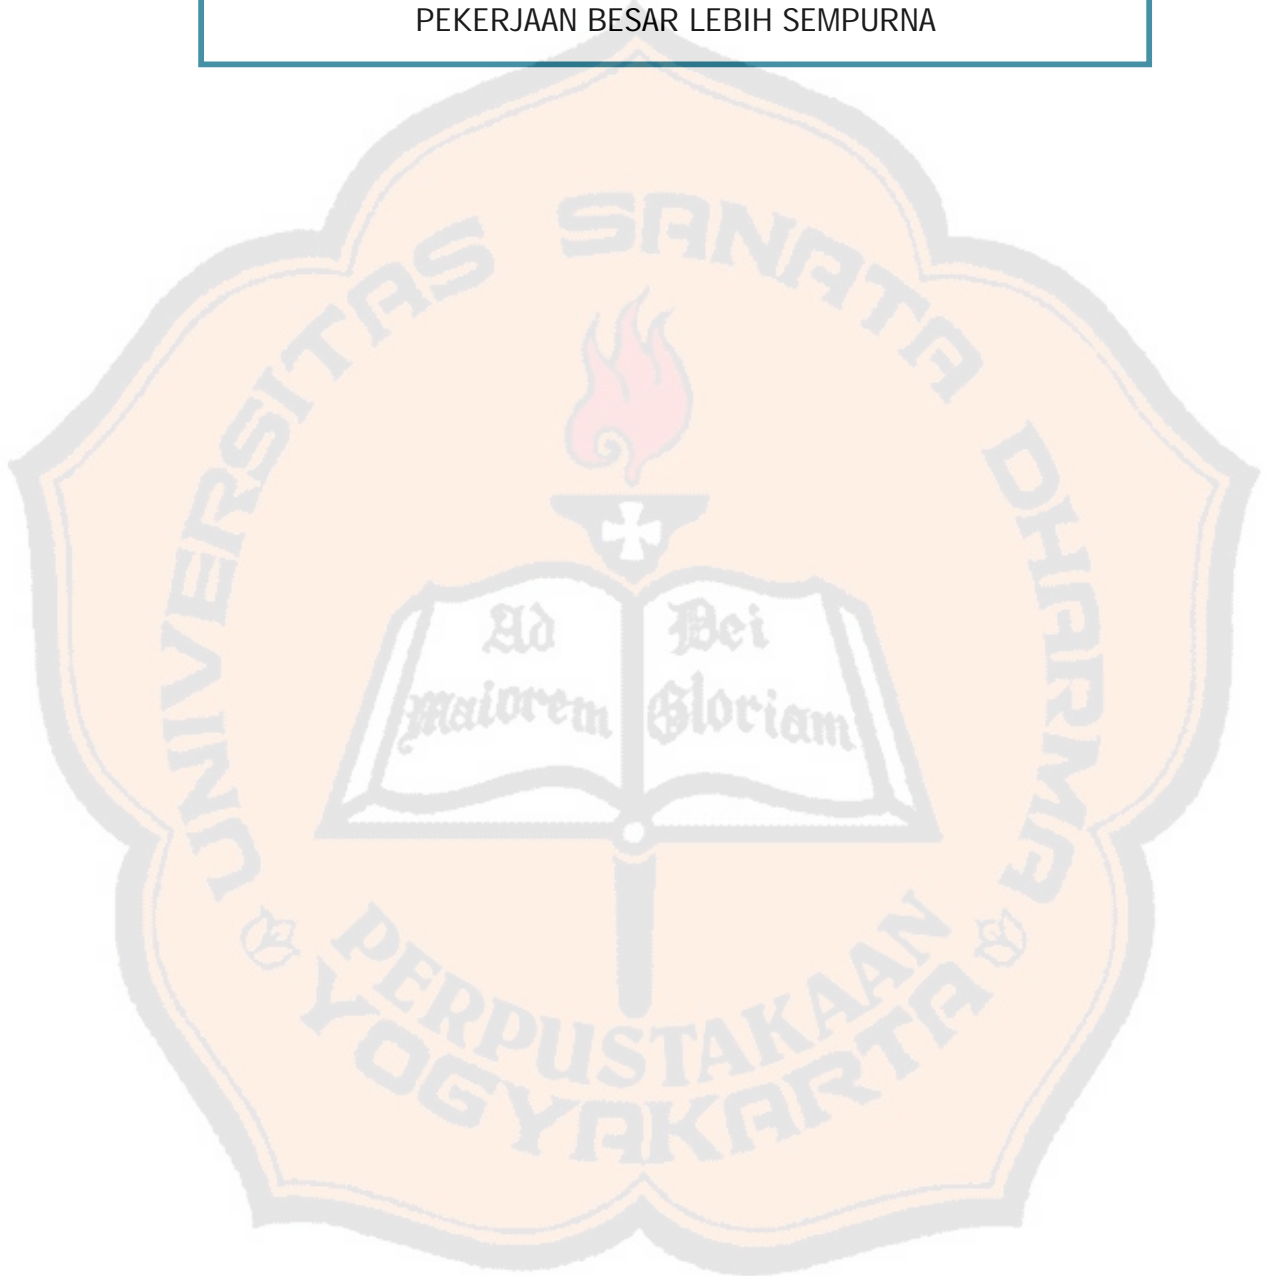 PEKERJAAN BESAR LEBIH SEMPURNA
UNIVERSITAS SANATA DHARMA
Ad Dei
Maiorem Gloriam
PERPUSTAKAAN
YOGYAKARTA